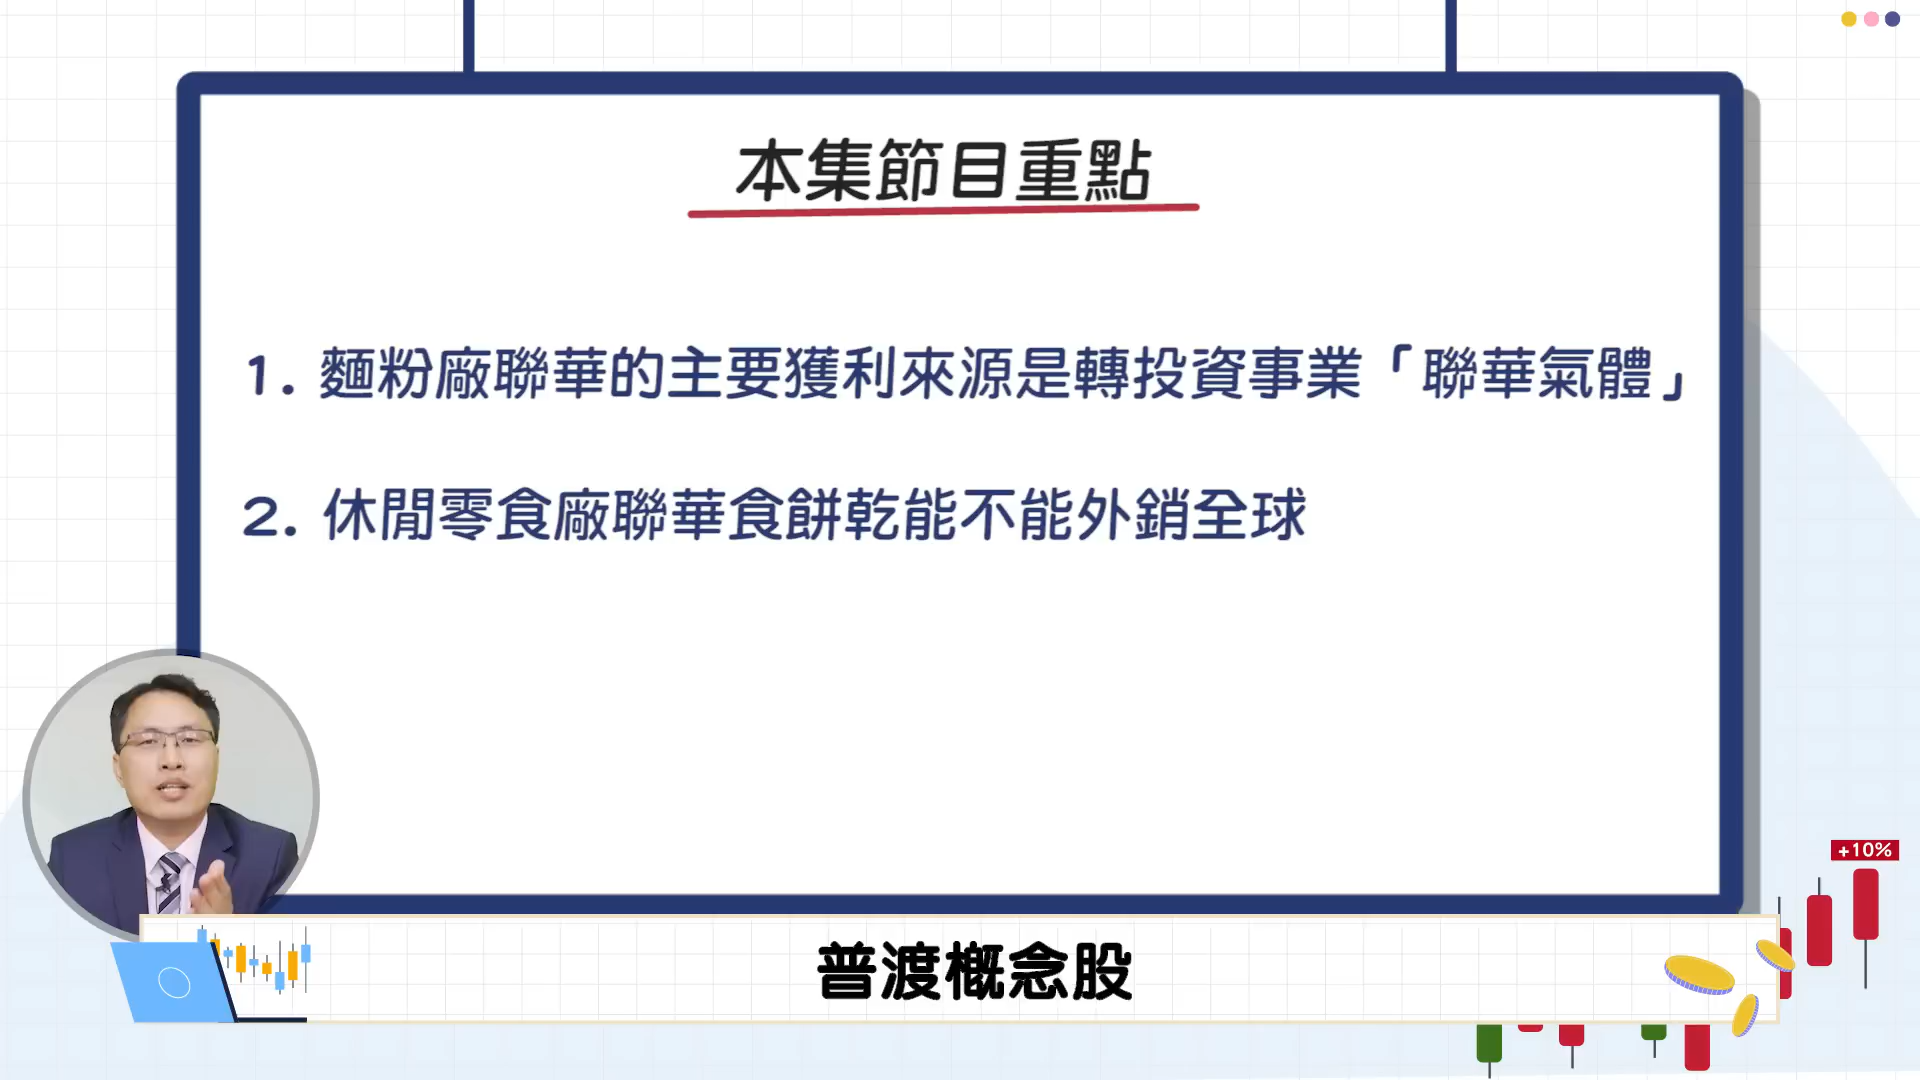 本集節目重點
1. 麵粉廠聯華的主要獲利來源是轉投資事業「聯華氣體」
2. 休閒零食廠聯華食餅乾能不能外銷全球
+10%
普渡概念股